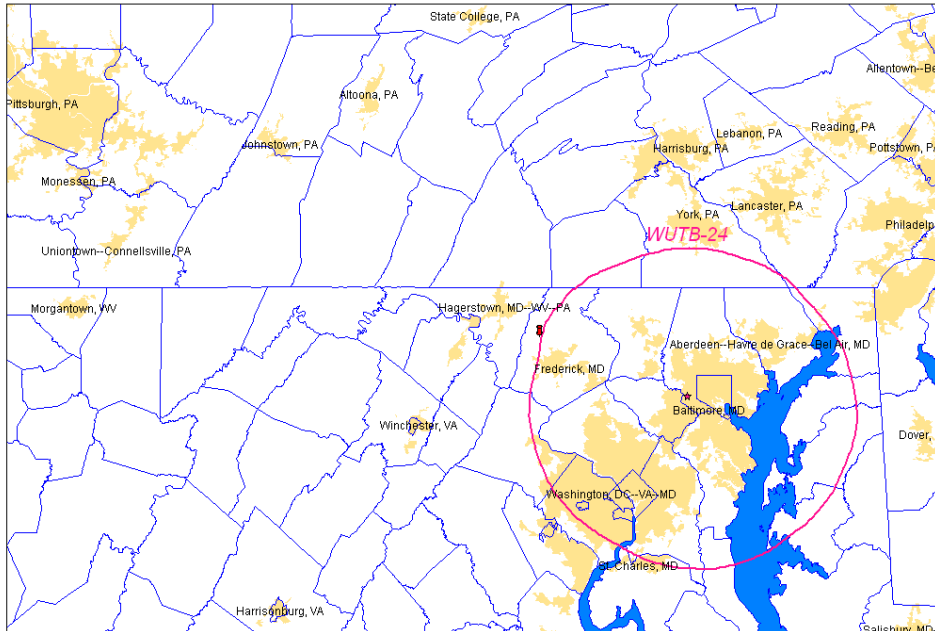 State College, PA
Allentown--Be
Altoona, PA
Pittsburgh, PA
Reading, PA
Lebanon, PA
Johnstown, PA
Harrisburg, PA
Pottstown, PA
Monessen, PA
Lancaster, PA
York, PA
Philadelp
WUTB-24
Uniontown--Connellsville, PA
Morgantown, WV
Hagerstown, MD--WV--PA
Aberdeen--Havre de Grace--Bel Air, MD
Frederick, MD
Baltimore, MD
Winchester, VA
Dover,
Washington, DC--VA--MD
St. Charles, MD
Harrisonburg, VA
Salisbury, MD-